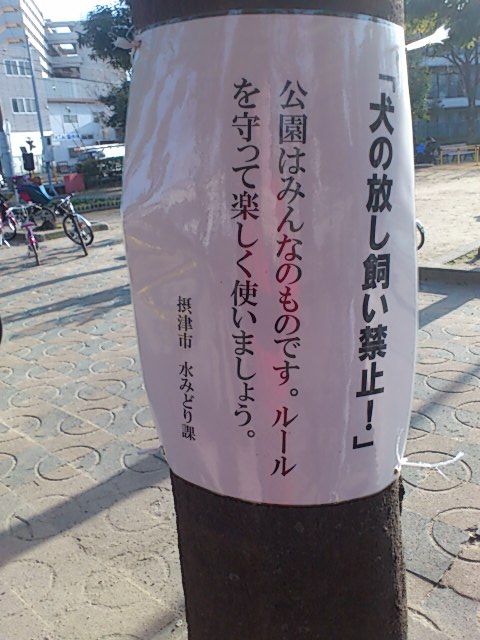 「犬の放し飼い禁止！」
公園はみんなのものです。ルール
を守って楽しく使いましょう。
摂津市 水みどり課